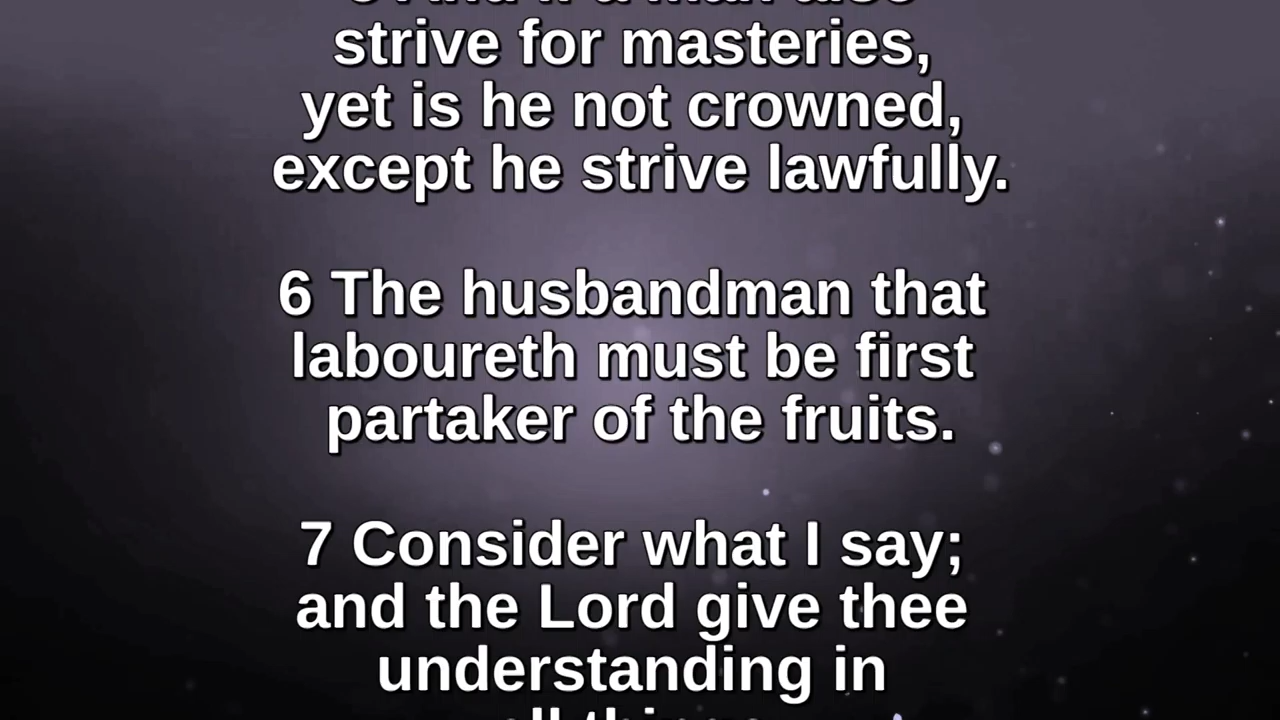 strive for masteries,
yet is he not crowned,
except he strive lawfully.
6 The husbandman that
laboureth must be first
partaker of the fruits.
7 Consider what I say;
and the Lord give thee
understanding in